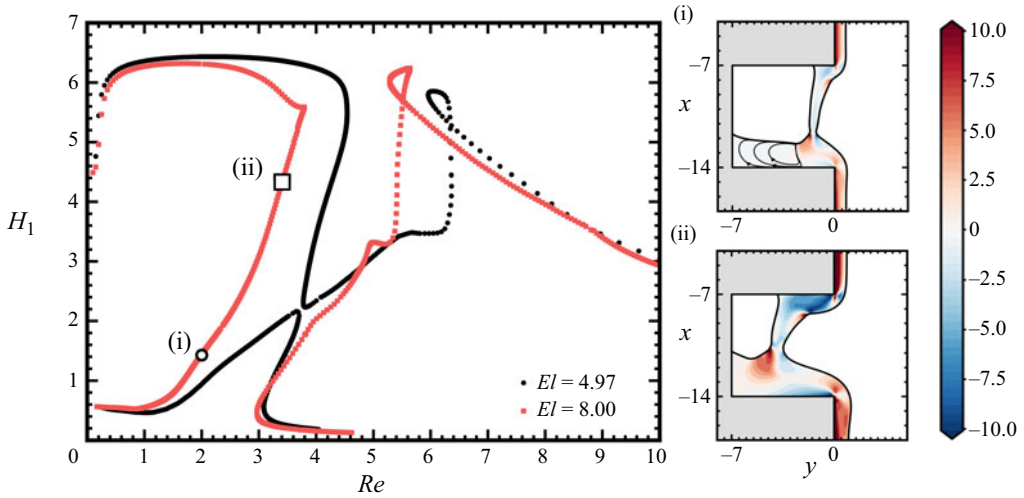 7
6
5
4
3
2
1
H1
0 1 2 3 4 5 6 7 8 9 10
Re
(i)
(ii)
El = 4.97
El = 8.00
(i)
−7
x
−14
−7 0
(ii)
−7
x
−14
−7 y 0
10.0
7.5
5.0
2.5
0
−2.5
−5.0
−7.5
−10.0